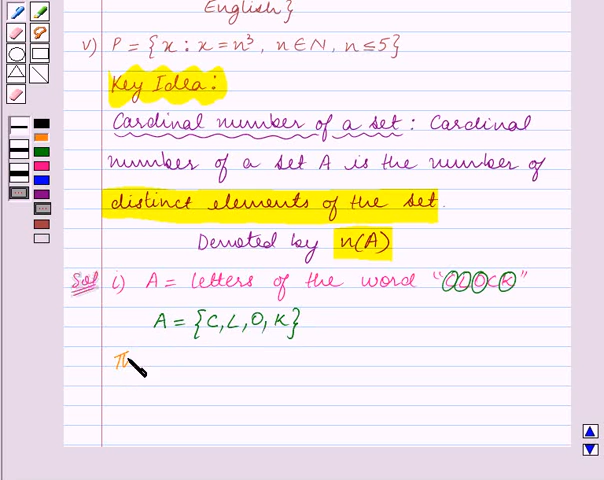 English}
v) P = {x : x = n³, n ∈ N, n ≤ 5}
Key Idea:
Cardinal number of a set : Cardinal
number of a set A is the number of
distinct elements of the set.
Denoted by n(A)
Sol i) A = letters of the word "CLOCK"
A = {C, L, O, K}